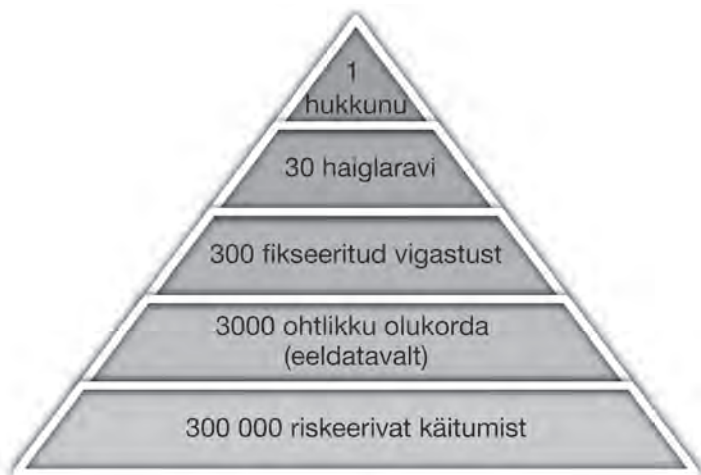 1
hukkunu
30 haiglaravi
300 fikseeritud vigastust
3000 ohtlikku olukorda
(eeldatavalt)
300 000 riskeerivat käitumist